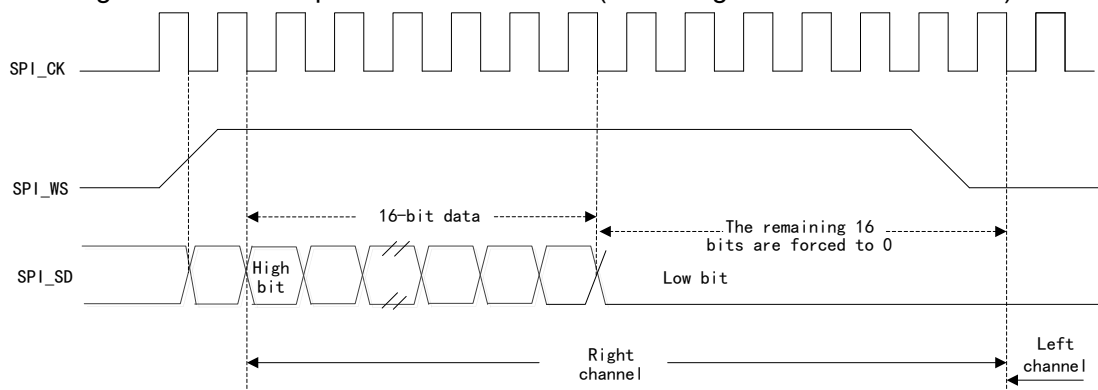 SPI_CK
SPI_WS
16-bit data
The remaining 16
bits are forced to 0
SPI_SD
High
bit
Low bit
Right
channel
Left
channel